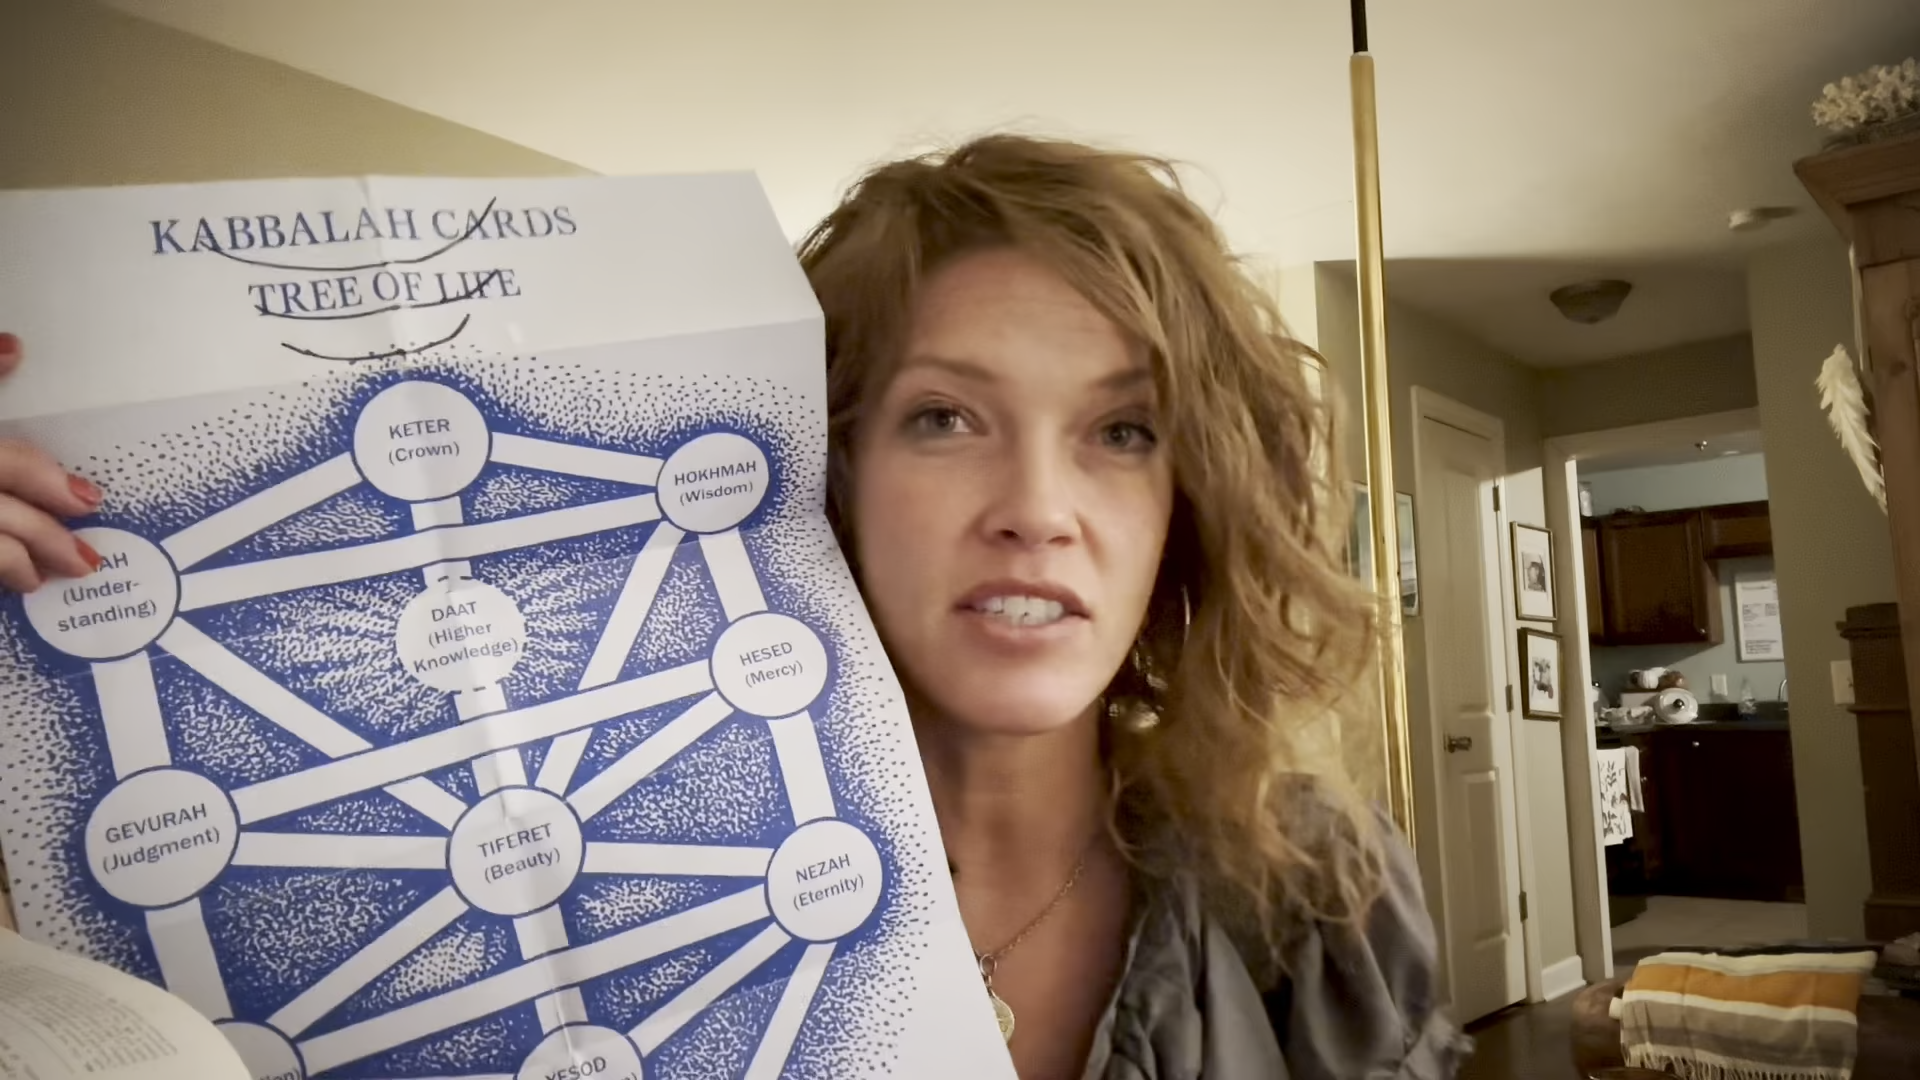 KABBALAH CARDS
TREE OF LIFE
KETER
(Crown)
HOKHMAH
(Wisdom)
AH
(Under-
standing)
DAAT
(Higher
Knowledge)
HESED
(Mercy)
GEVURAH
(Judgment)
TIFERET
(Beauty)
NEZAH
(Eternity)
YESOD